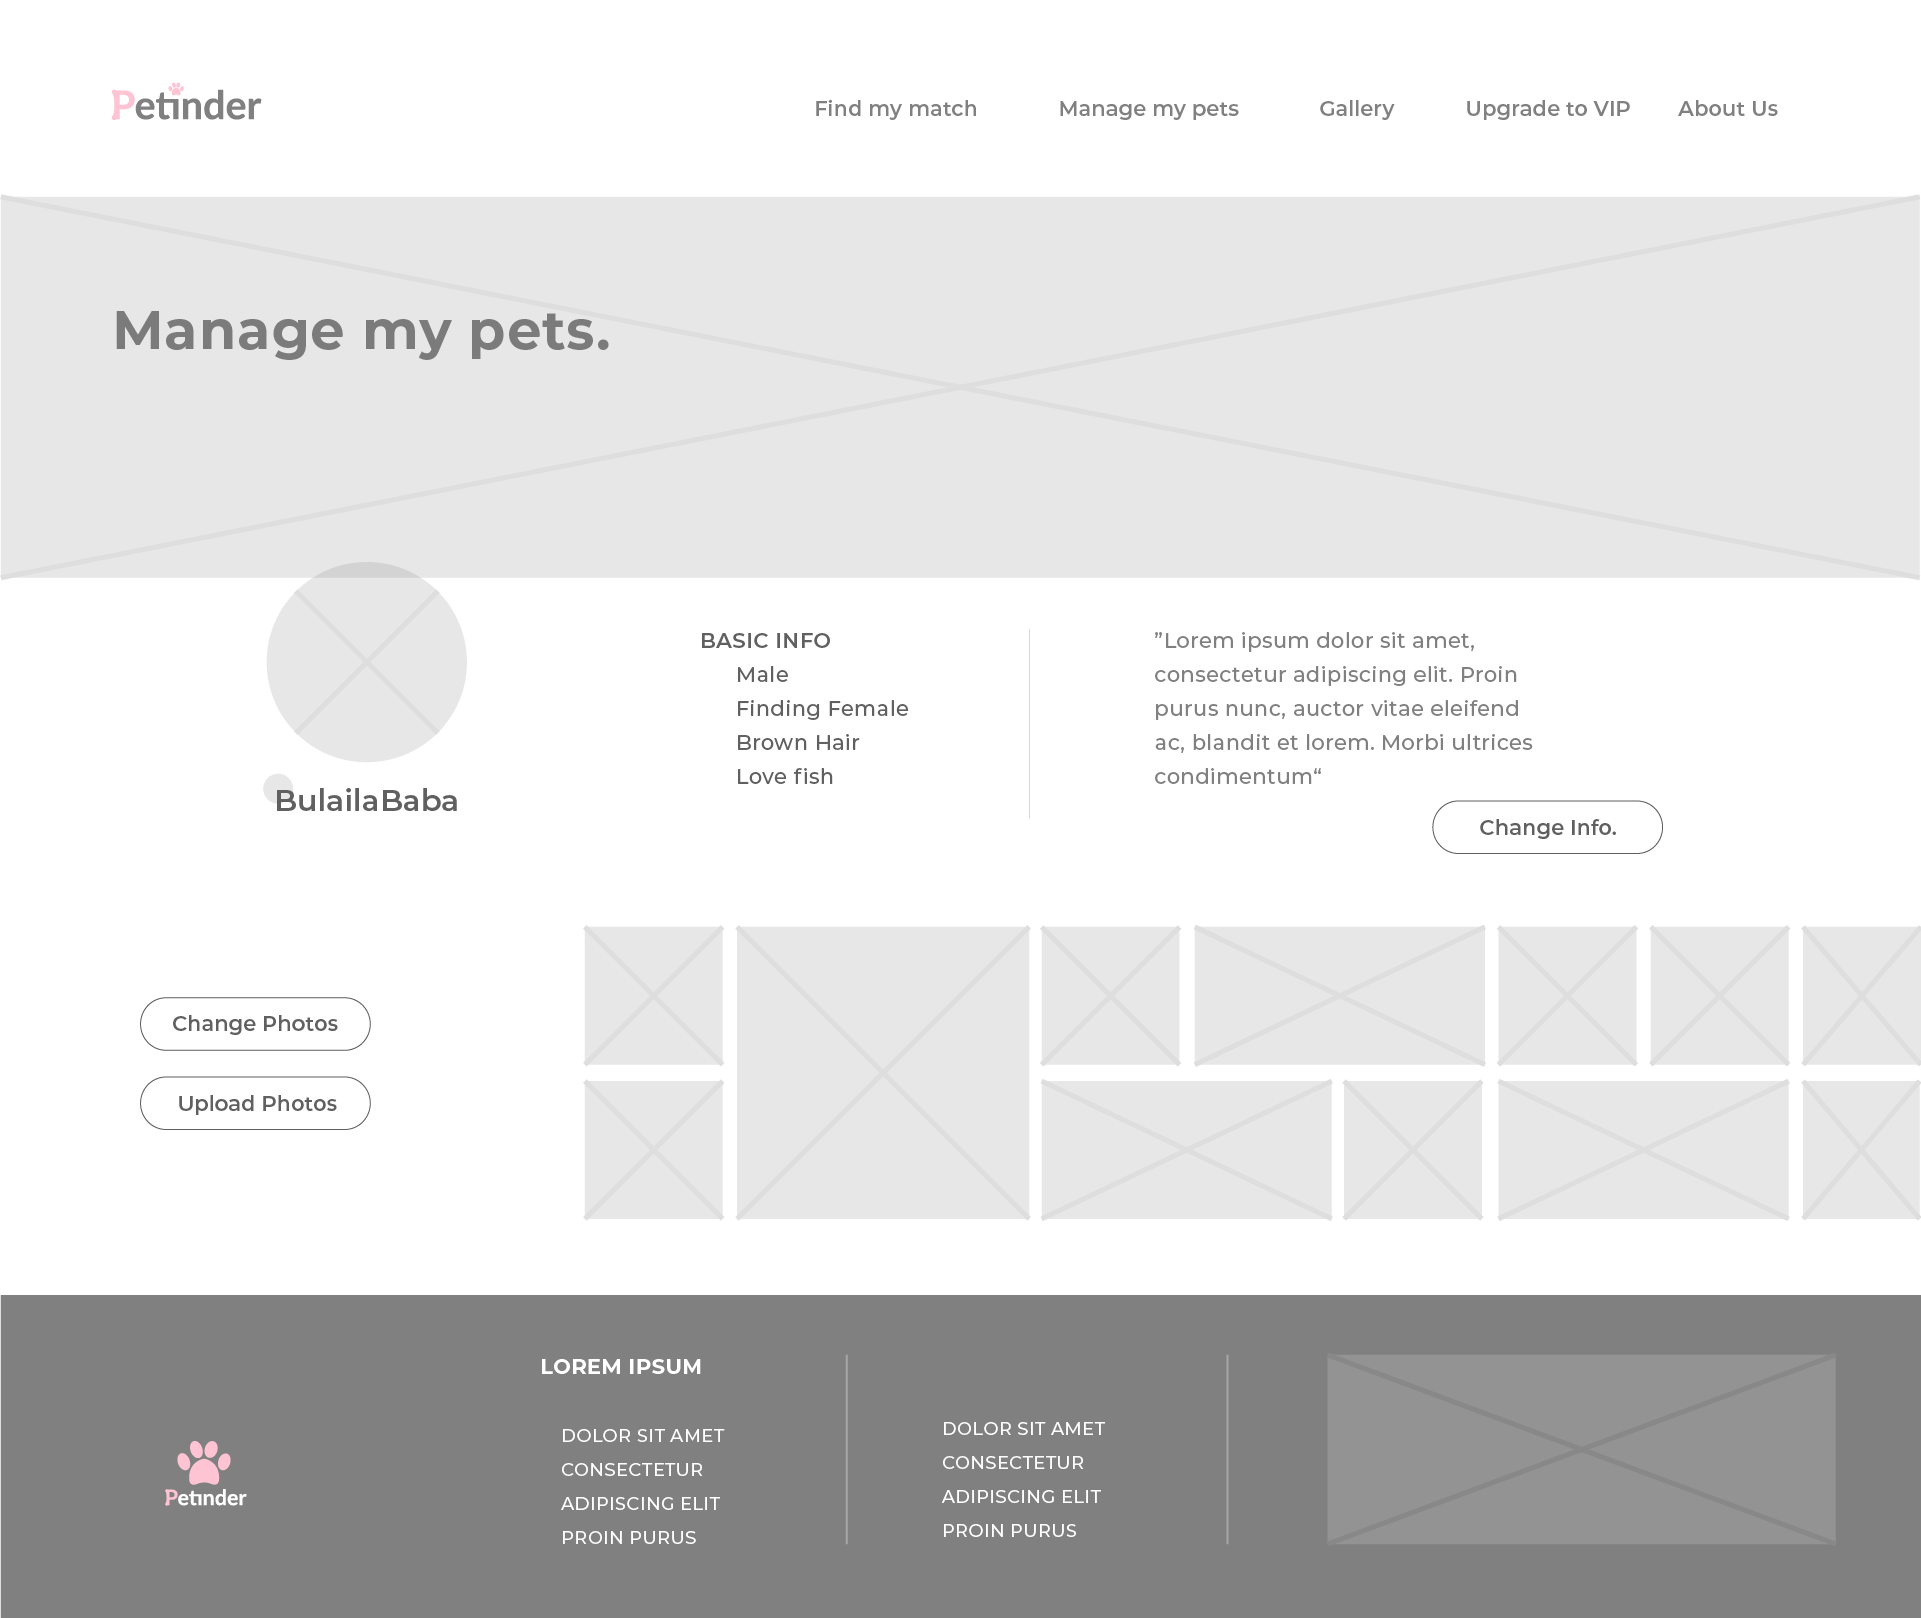 Petinder
Find my match
Manage my pets
Gallery
Upgrade to VIP
About Us
Manage my pets.
BulailaBaba
BASIC INFO
Male
Finding Female
Brown Hair
Love fish
”Lorem ipsum dolor sit amet,
consectetur adipiscing elit. Proin
purus nunc, auctor vitae eleifend
ac, blandit et lorem. Morbi ultrices
condimentum“
Change Info.
Change Photos
Upload Photos
Petinder
LOREM IPSUM
DOLOR SIT AMET
CONSECTETUR
ADIPISCING ELIT
PROIN PURUS
DOLOR SIT AMET
CONSECTETUR
ADIPISCING ELIT
PROIN PURUS